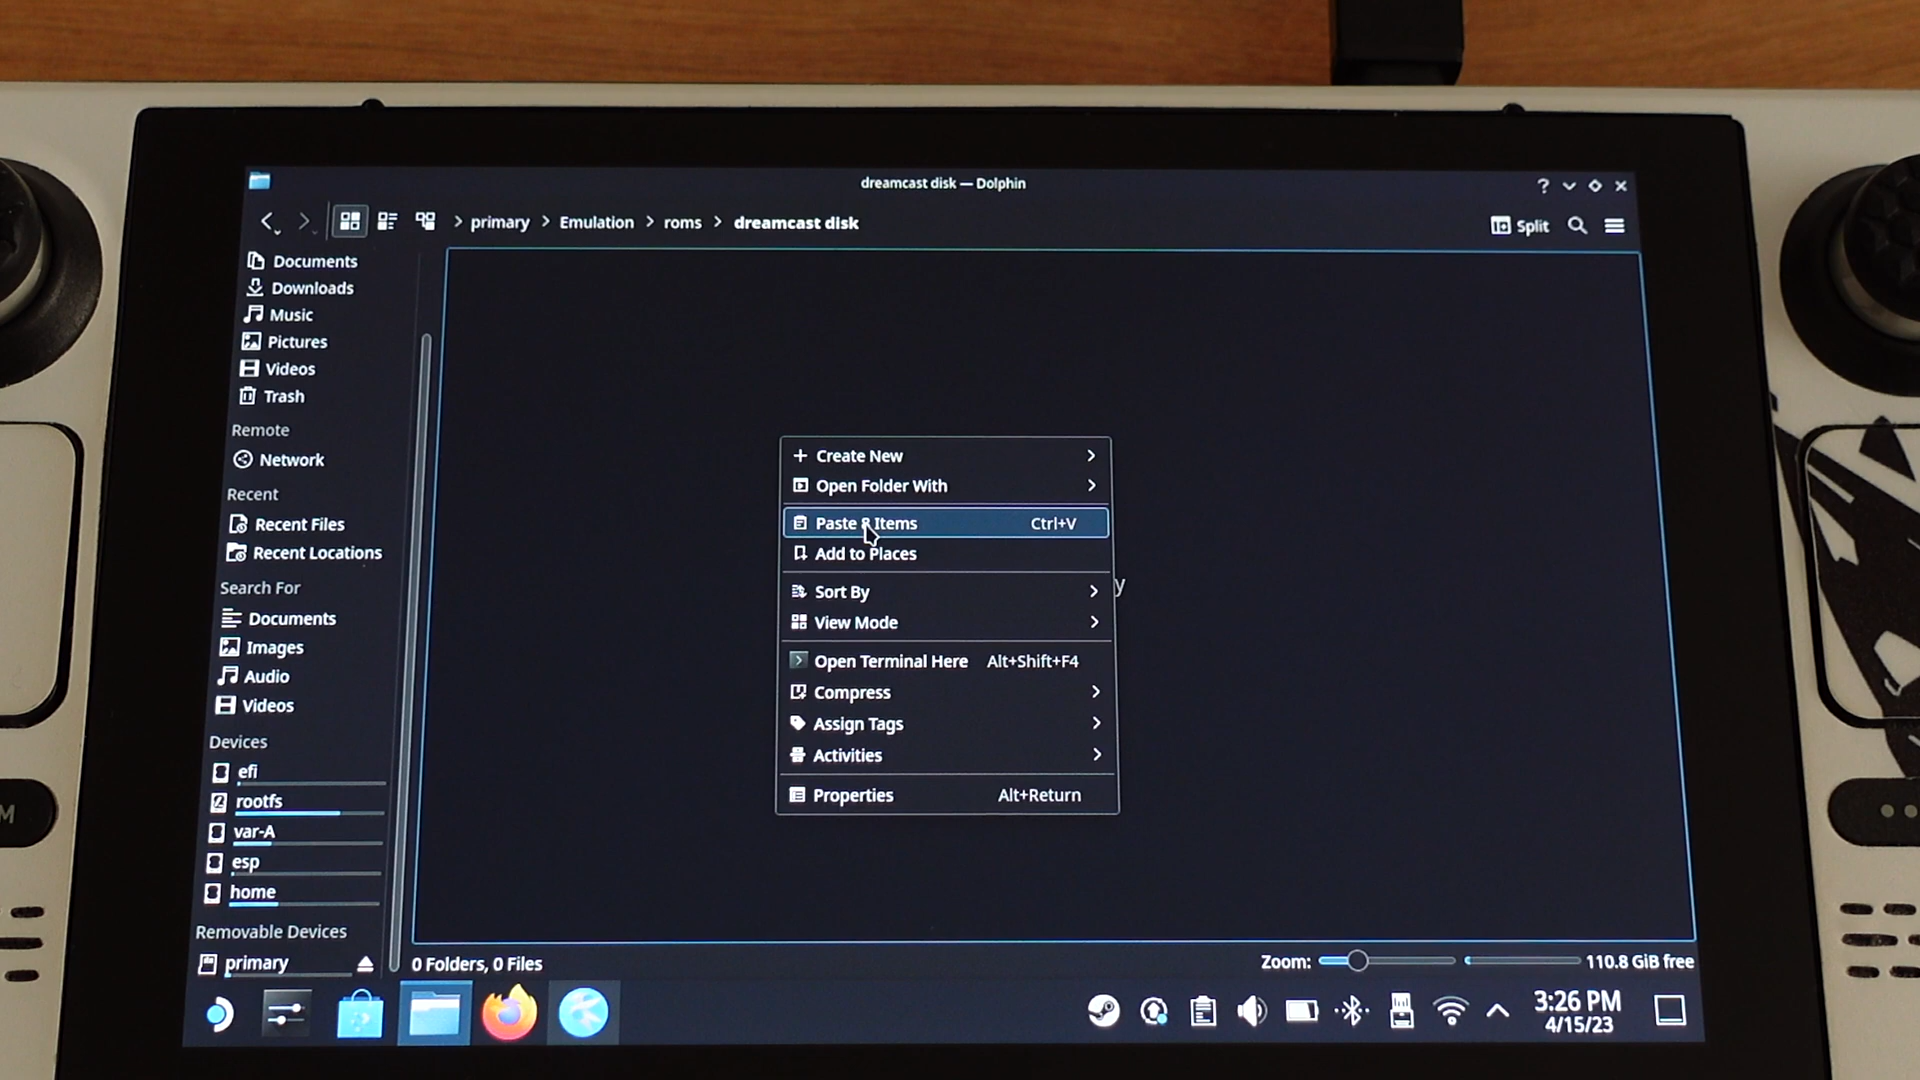 dreamcast disk — Dolphin
primary > Emulation > roms > dreamcast disk
Split
Documents
Downloads
Music
Pictures
Videos
Trash
Remote
Network
Recent
Recent Files
Recent Locations
Search For
Documents
Images
Audio
Videos
Devices
efi
rootfs
var-A
esp
home
Removable Devices
primary
Create New
Open Folder With
Paste 8 Items Ctrl+V
Add to Places
Sort By
View Mode
Open Terminal Here Alt+Shift+F4
Compress
Assign Tags
Activities
Properties Alt+Return
y
0 Folders, 0 Files
Zoom:
110.8 GiB free
3:26 PM
4/15/23
M